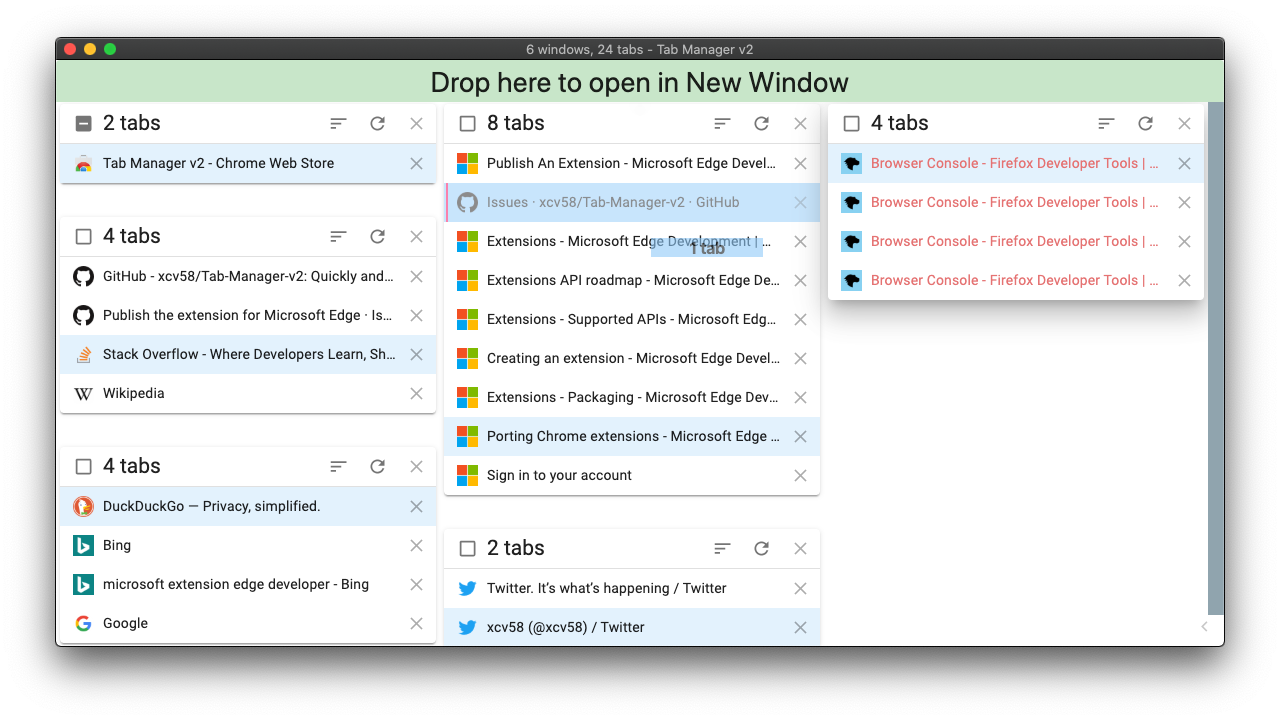 6 windows, 24 tabs - Tab Manager v2
Drop here to open in New Window
2 tabs
Tab Manager v2 - Chrome Web Store
4 tabs
GitHub - xcv58/Tab-Manager-v2: Quickly and...
Publish the extension for Microsoft Edge · Is...
Stack Overflow - Where Developers Learn, Sh...
Wikipedia
4 tabs
DuckDuckGo — Privacy, simplified.
Bing
microsoft extension edge developer - Bing
Google
8 tabs
Publish An Extension - Microsoft Edge Devel...
Issues · xcv58/Tab-Manager-v2 · GitHub
Extensions - Microsoft Edge Development | ...
1 tab
Extensions API roadmap - Microsoft Edge De...
Extensions - Supported APIs - Microsoft Edg...
Creating an extension - Microsoft Edge Devel...
Extensions - Packaging - Microsoft Edge Dev...
Porting Chrome extensions - Microsoft Edge ...
Sign in to your account
2 tabs
Twitter. It’s what’s happening / Twitter
xcv58 (@xcv58) / Twitter
4 tabs
Browser Console - Firefox Developer Tools | ...
Browser Console - Firefox Developer Tools | ...
Browser Console - Firefox Developer Tools | ...
Browser Console - Firefox Developer Tools | ...